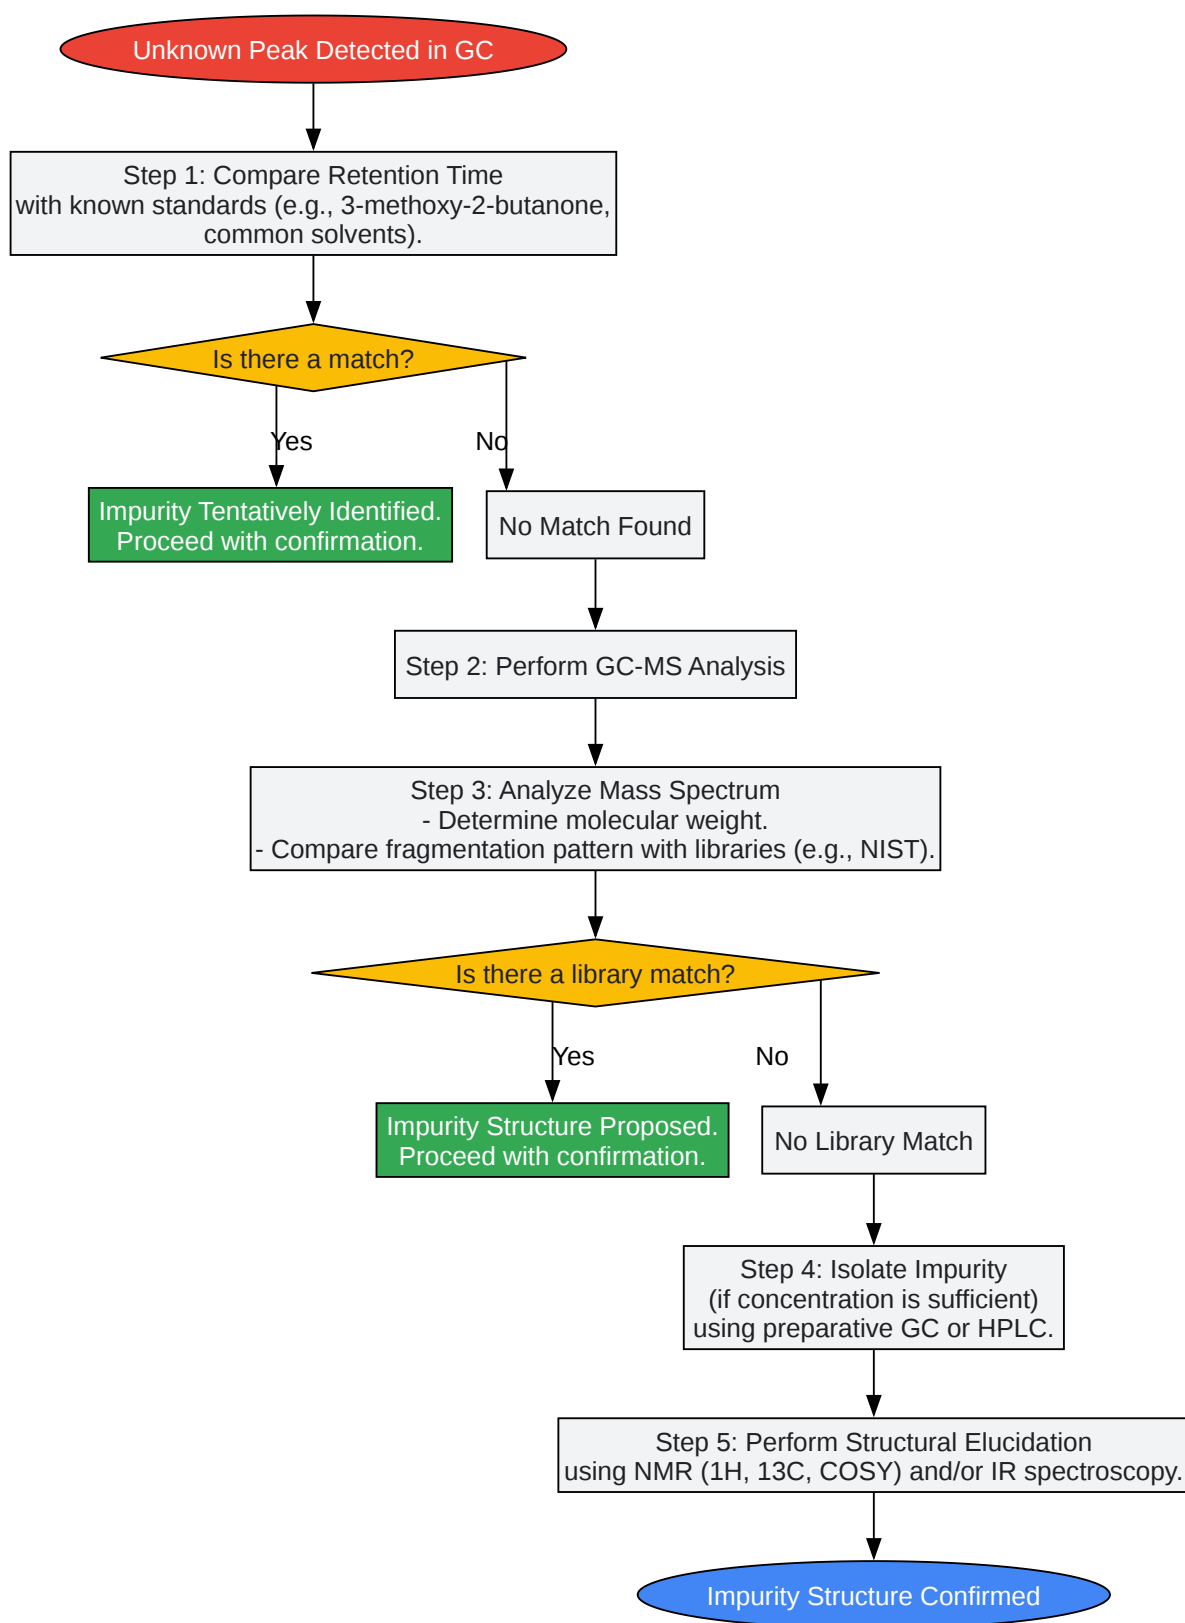 Unknown Peak Detected in GC
Step 1: Compare Retention Time
with known standards (e.g., 3-methoxy-2-butanone,
common solvents).
Is there a match?
Yes
No
Impurity Tentatively Identified.
Proceed with confirmation.
No Match Found
Step 2: Perform GC-MS Analysis
Step 3: Analyze Mass Spectrum
- Determine molecular weight.
- Compare fragmentation pattern with libraries (e.g., NIST).
Is there a library match?
Yes
No
Impurity Structure Proposed.
Proceed with confirmation.
No Library Match
Step 4: Isolate Impurity
(if concentration is sufficient)
using preparative GC or HPLC.
Step 5: Perform Structural Elucidation
using NMR (1H, 13C, COSY) and/or IR spectroscopy.
Impurity Structure Confirmed